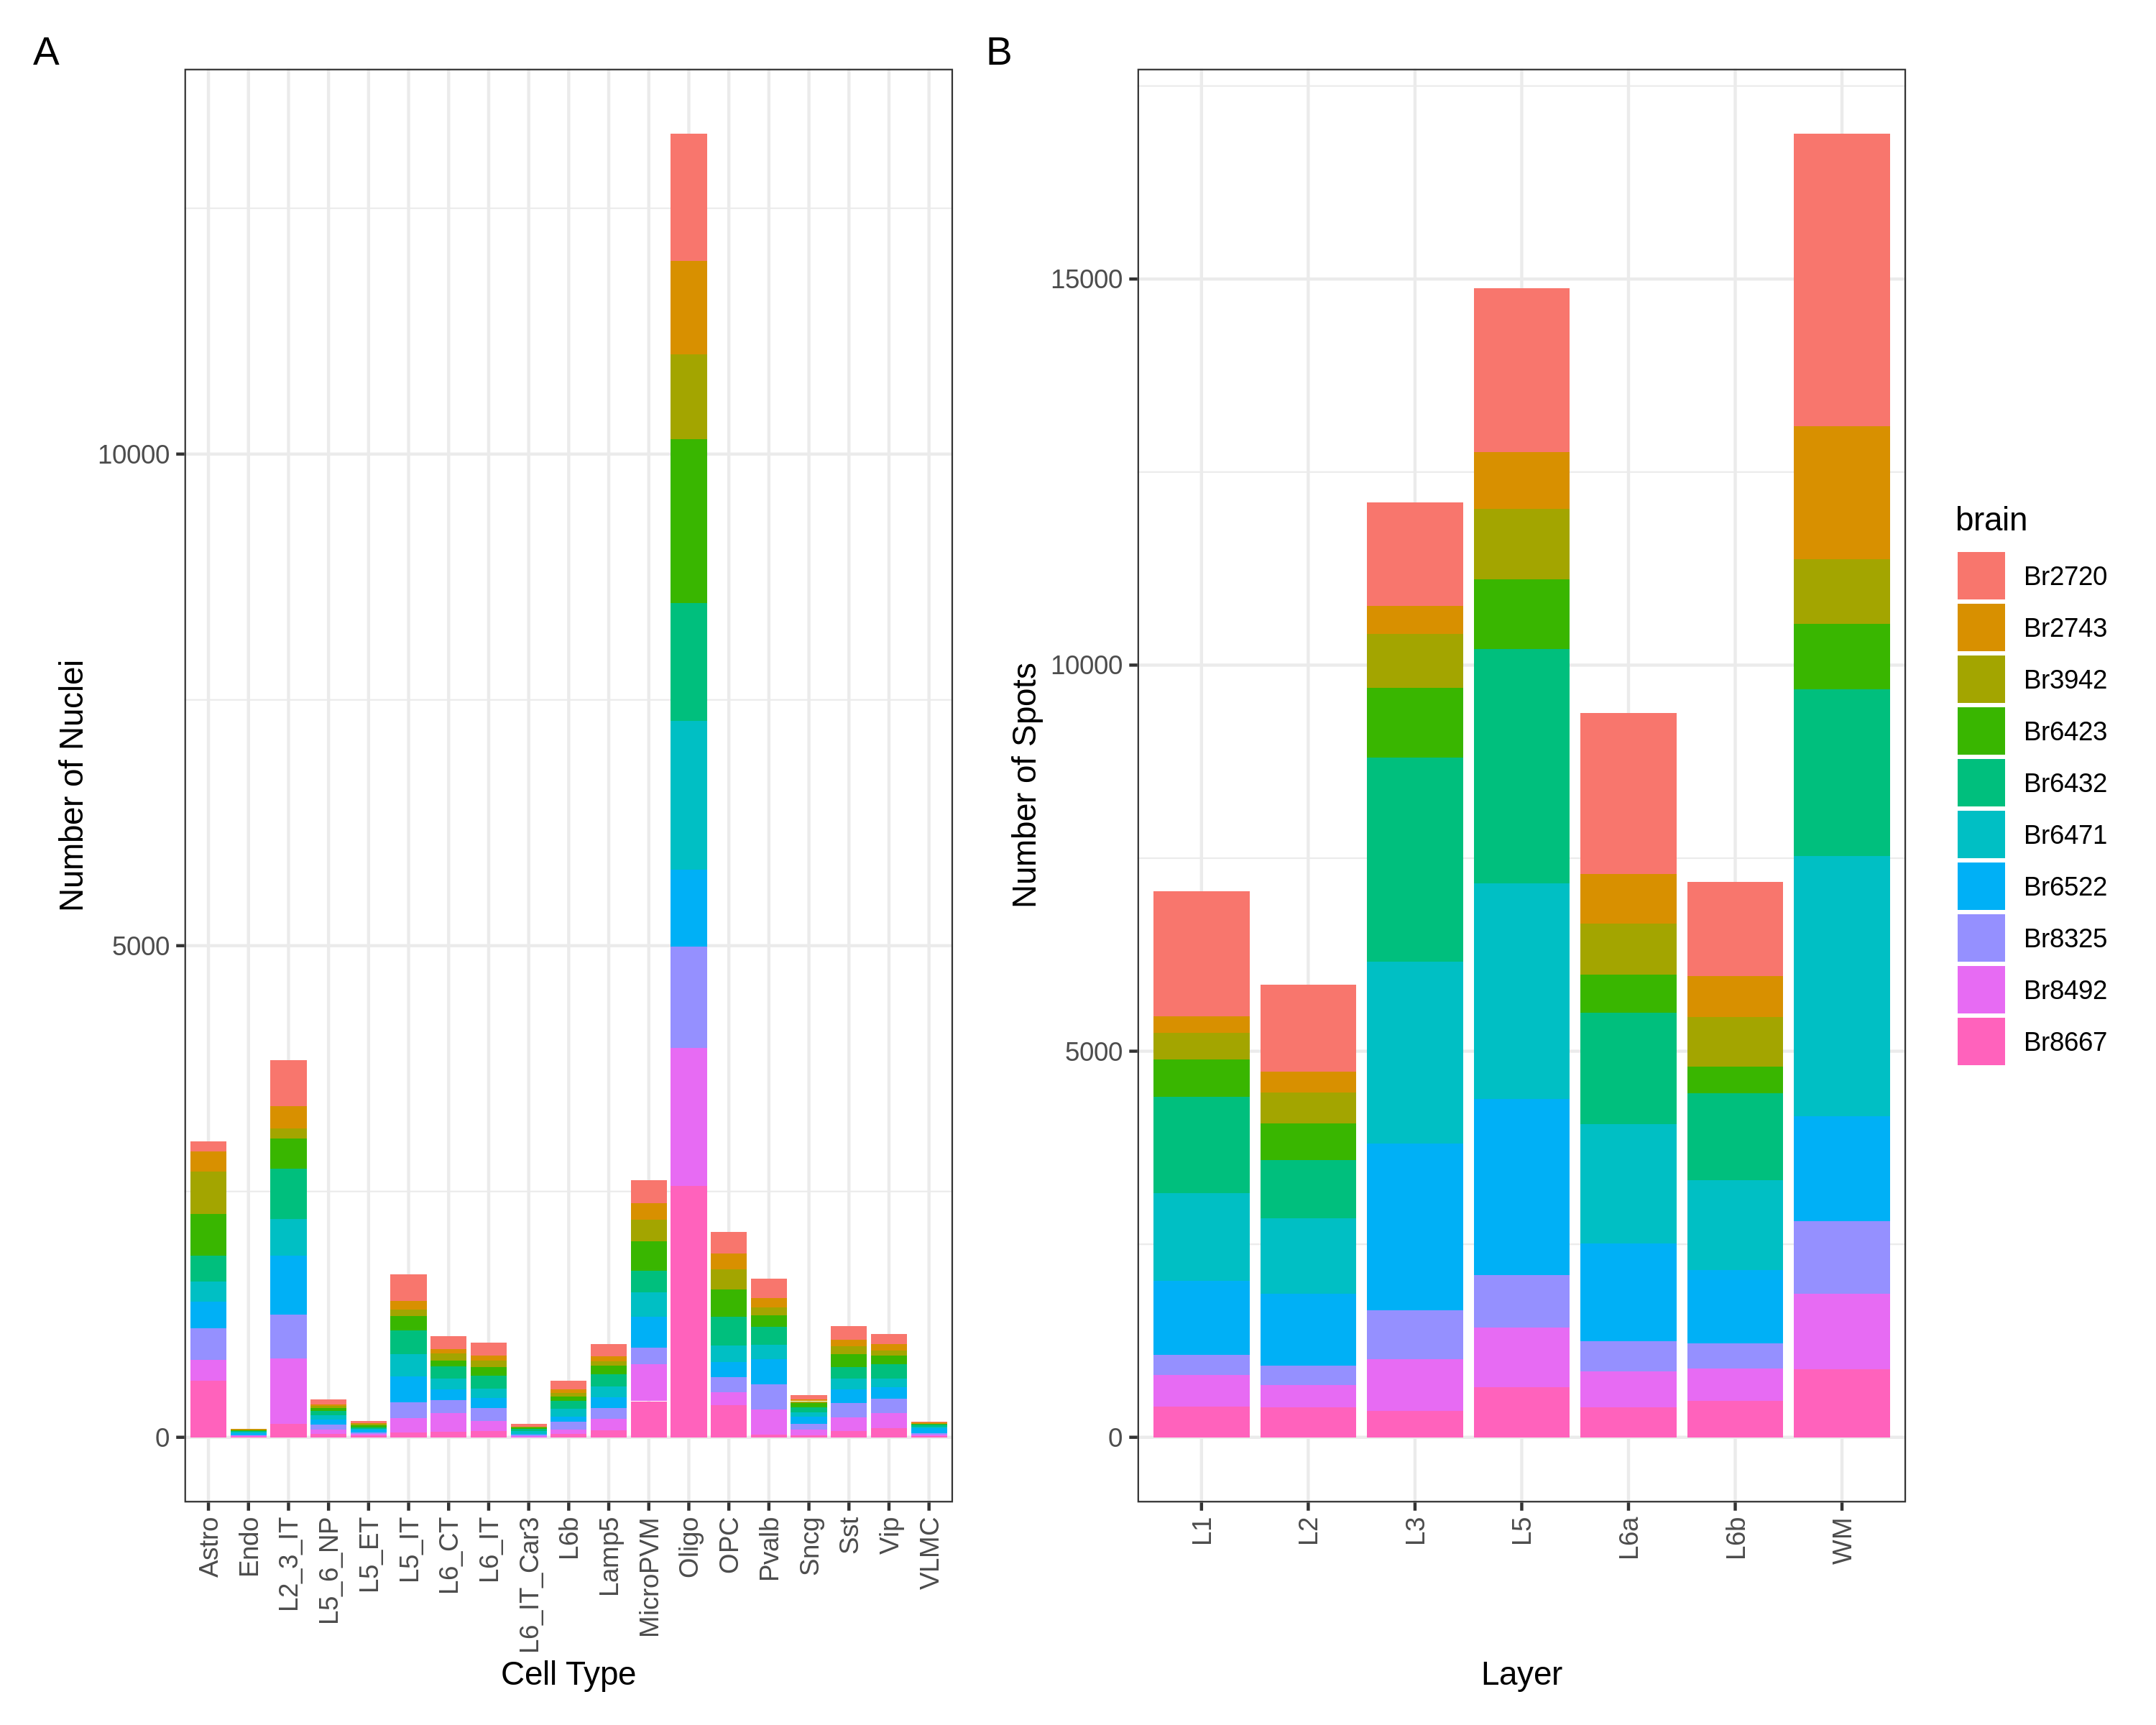 A
Number of Nuclei
10000
5000
0
Astro
Endo
L2_3_IT
L5_6_NP
L5_ET
L5_IT
L6_CT
L6_IT
L6_IT_Car3
L6b
Lamp5
MicroPVM
Oligo
OPC
Pvalb
Sncg
Sst
Vip
VLMC
Cell Type
B
Number of Spots
15000
10000
5000
0
L1
L2
L3
L5
L6a
L6b
WM
Layer
brain
Br2720
Br2743
Br3942
Br6423
Br6432
Br6471
Br6522
Br8325
Br8492
Br8667